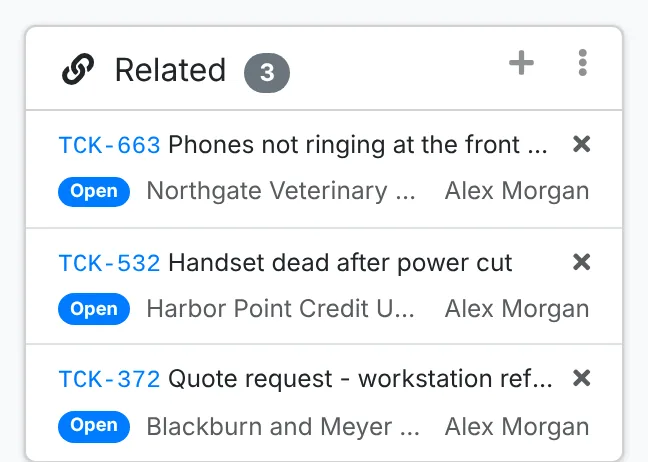 Related 3
TCK-663 Phones not ringing at the front ...
Open Northgate Veterinary ... Alex Morgan
TCK-532 Handset dead after power cut
Open Harbor Point Credit U... Alex Morgan
TCK-372 Quote request - workstation ref...
Open Blackburn and Meyer ... Alex Morgan